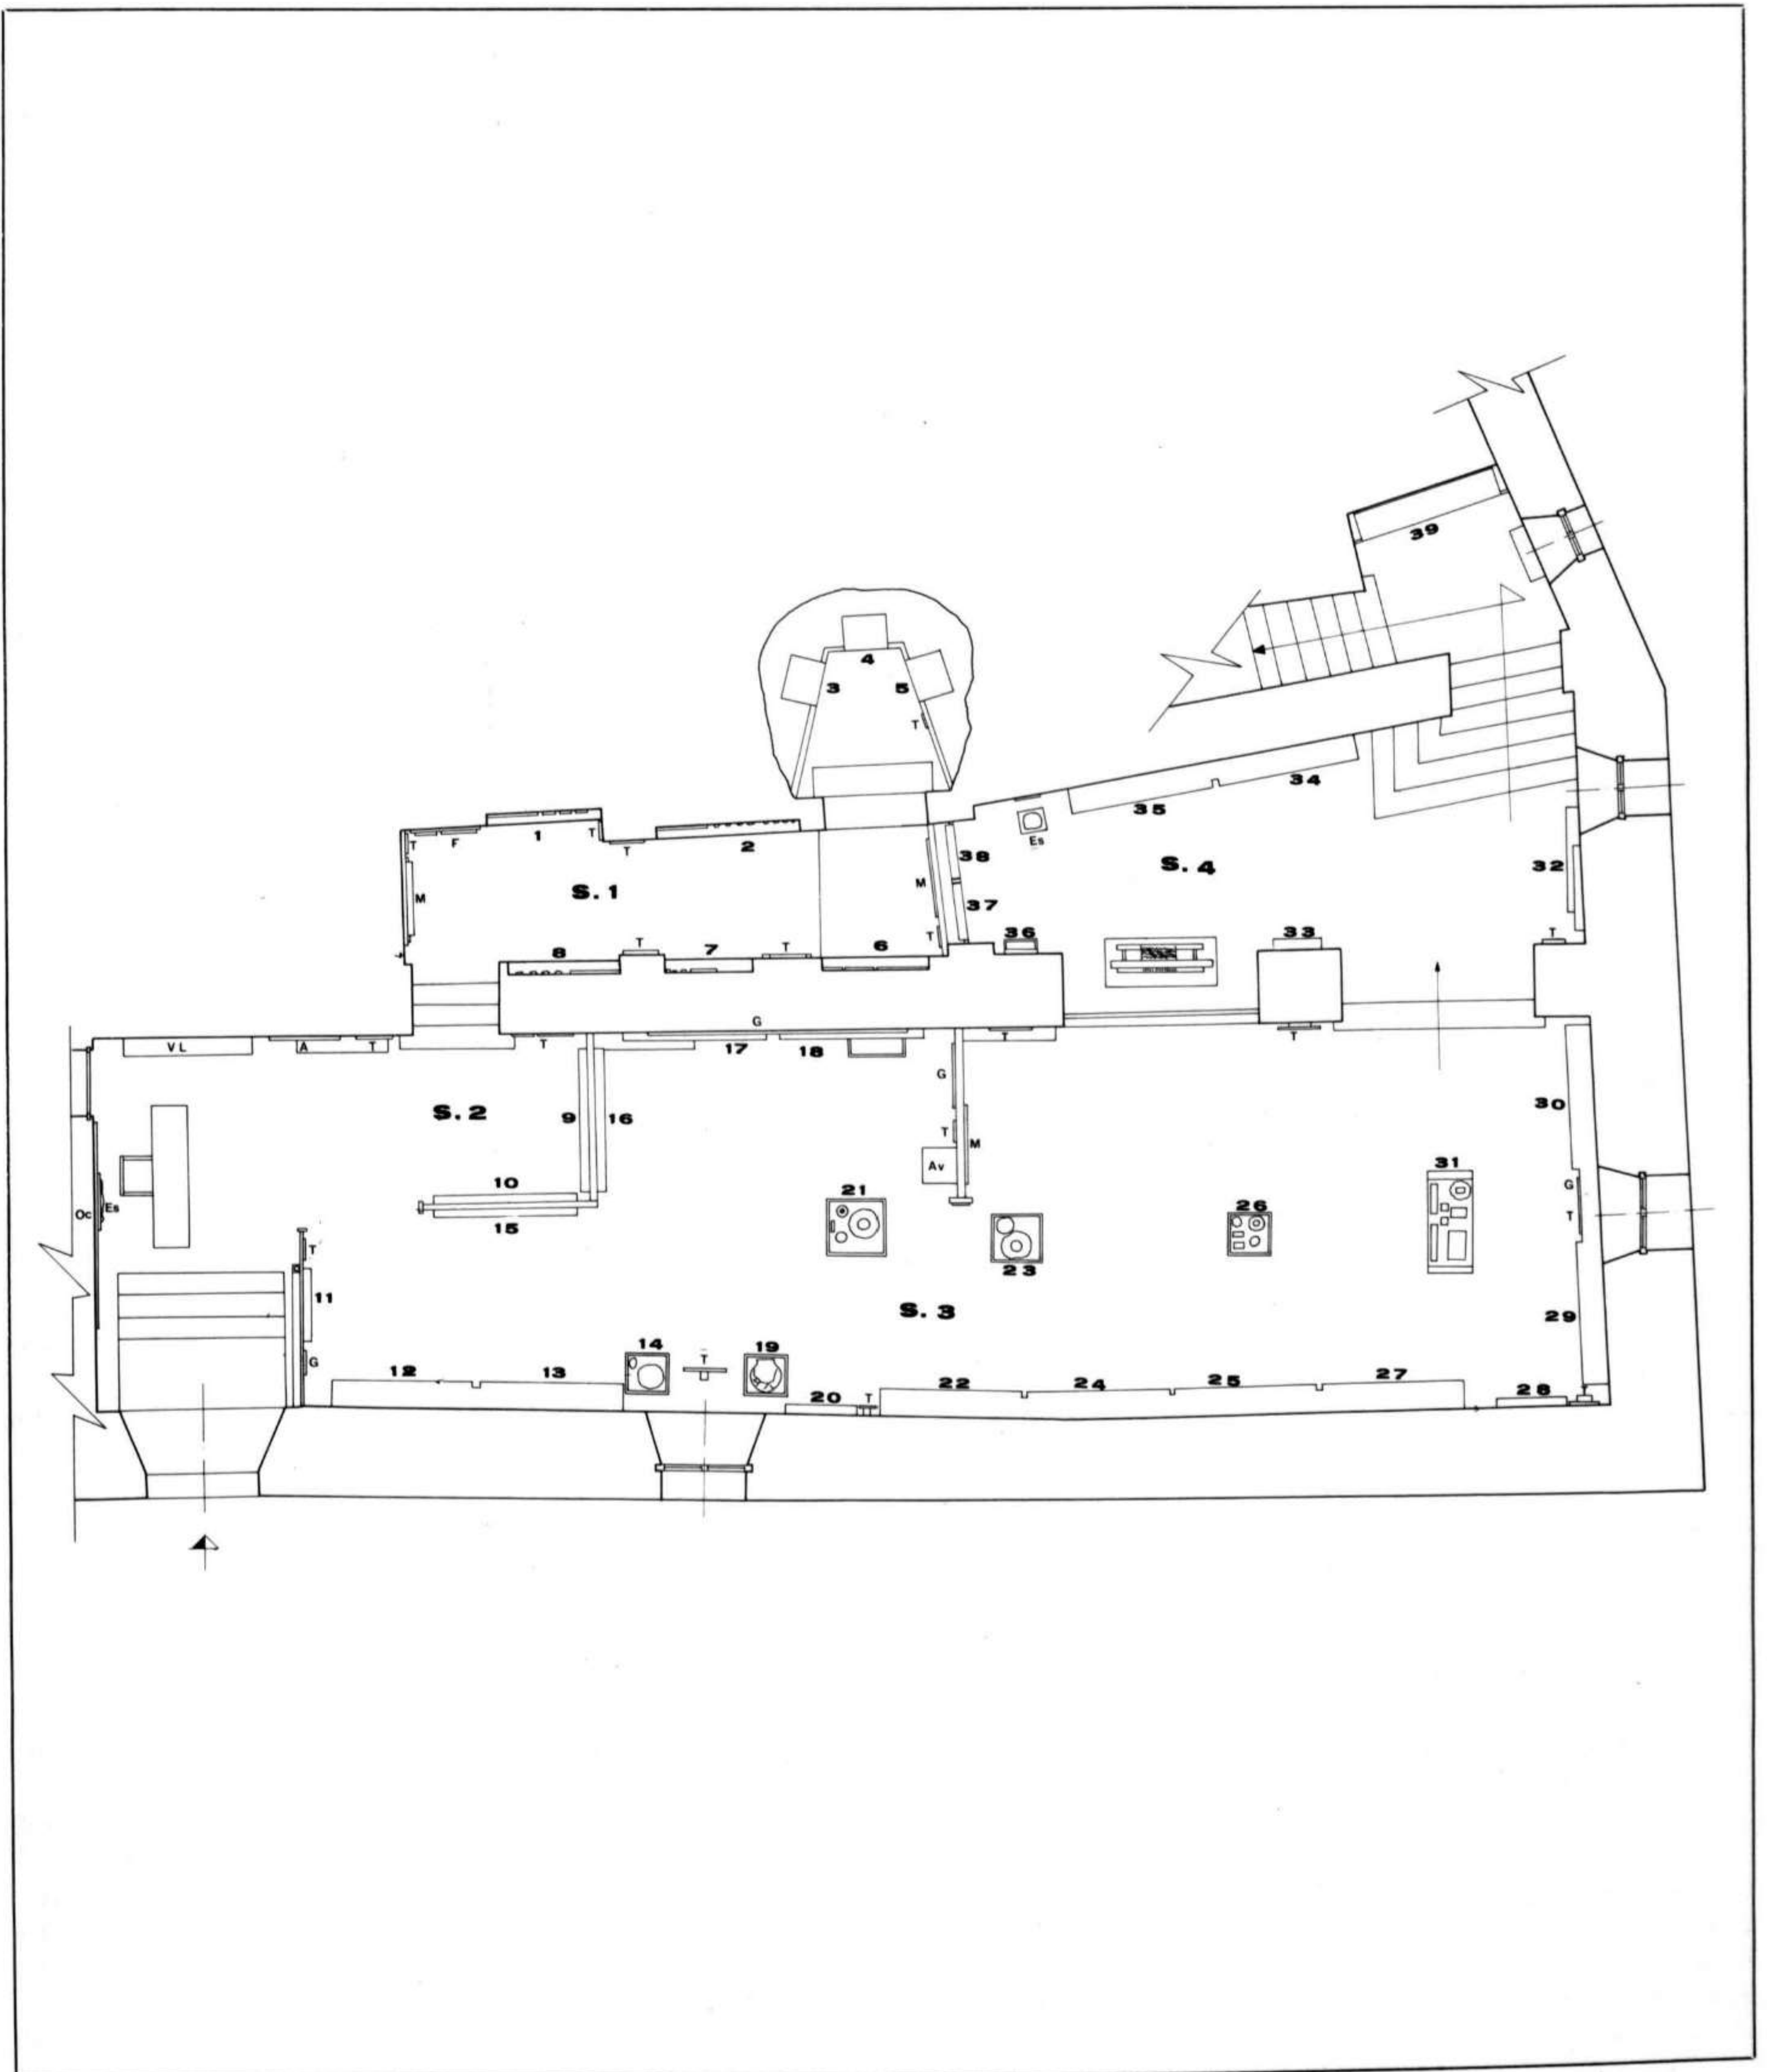 39
4
3 5
T
34
35
Es
T F 1 T
T 2
38
S. 4
32
M S. 1 M
37
T 36 33 T
8 T 7 T 6
G
VL A T T 17 18 T T
G
S. 2 9 16 30
T M
Av
10 21 31
Oc Es 15 26 G
T
T 23
11 S. 3 29
G 12 13 14 T 19
20 T 22 24 25 27 28